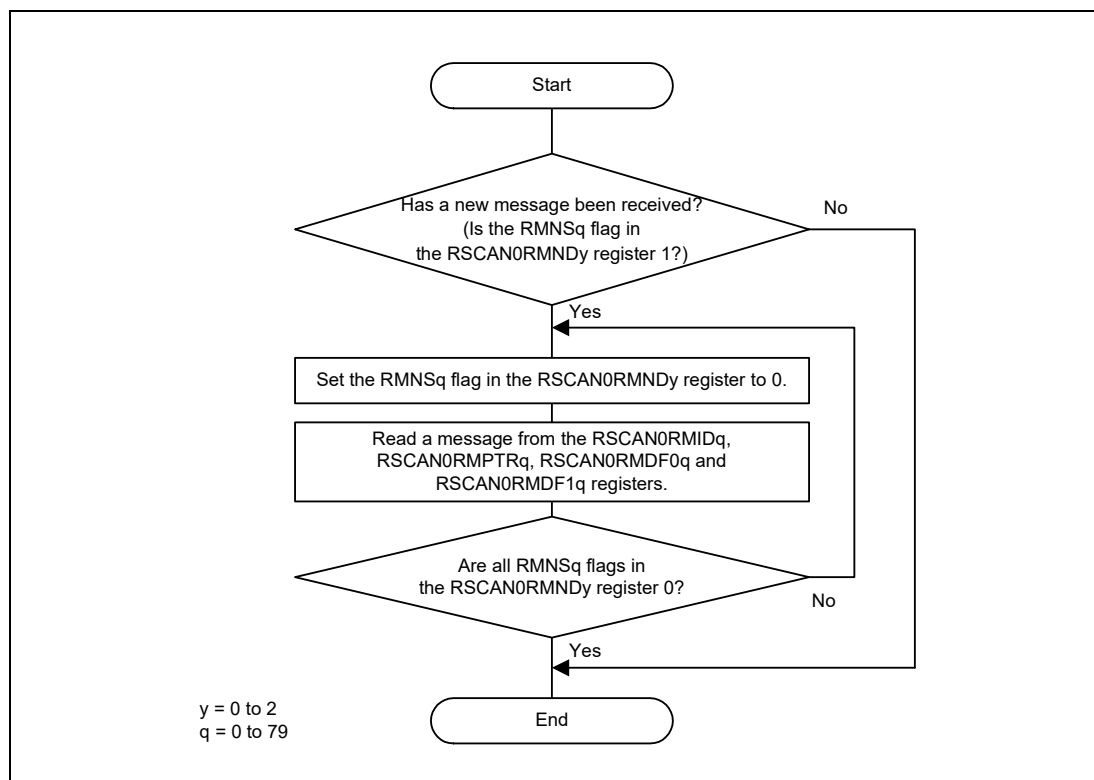 Start
Has a new message been received?
(Is the RMNSq flag in
the RSCAN0RMNDy register 1?)
No
Yes
Set the RMNSq flag in the RSCAN0RMNDy register to 0.
Read a message from the RSCAN0RMIDq,
RSCAN0RMPTRq, RSCAN0RMDF0q and
RSCAN0RMDF1q registers.
Are all RMNSq flags in
the RSCAN0RMNDy register 0?
No
Yes
End
y = 0 to 2
q = 0 to 79